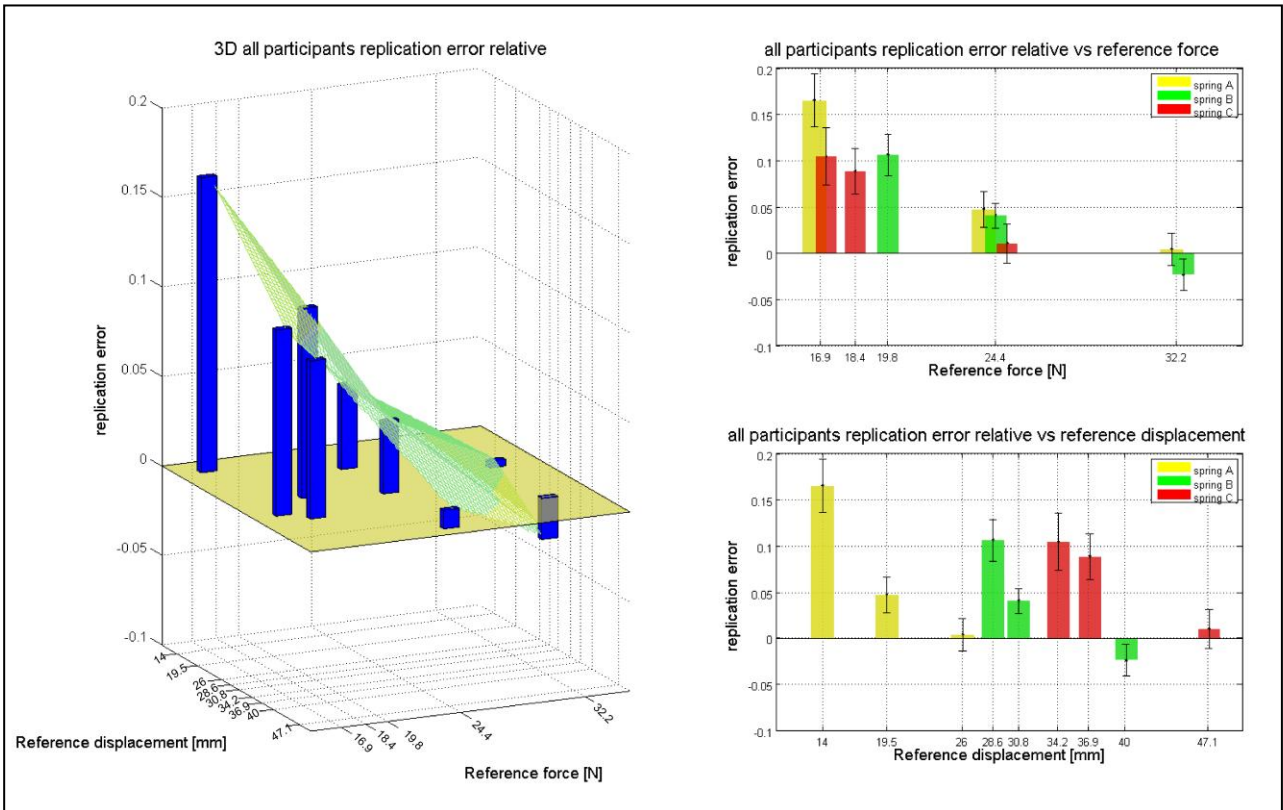 3D all participants replication error relative
0.2
0.15
0.1
0.05
0
-0.05
-0.1
replication error
14
19.5
26
28.6
30.8
34.2
36.9
40
47.1
Reference displacement [mm]
16.9
18.4
19.8
24.4
32.2
Reference force [N]
all participants replication error relative vs reference force
0.2
0.15
0.1
0.05
0
-0.05
-0.1
replication error
spring A
spring B
spring C
16.9 18.4 19.8 24.4 32.2
Reference force [N]
all participants replication error relative vs reference displacement
0.2
0.15
0.1
0.05
0
-0.05
-0.1
replication error
spring A
spring B
spring C
14 19.5 26 28.6 30.8 34.2 36.9 40 47.1
Reference displacement [mm]